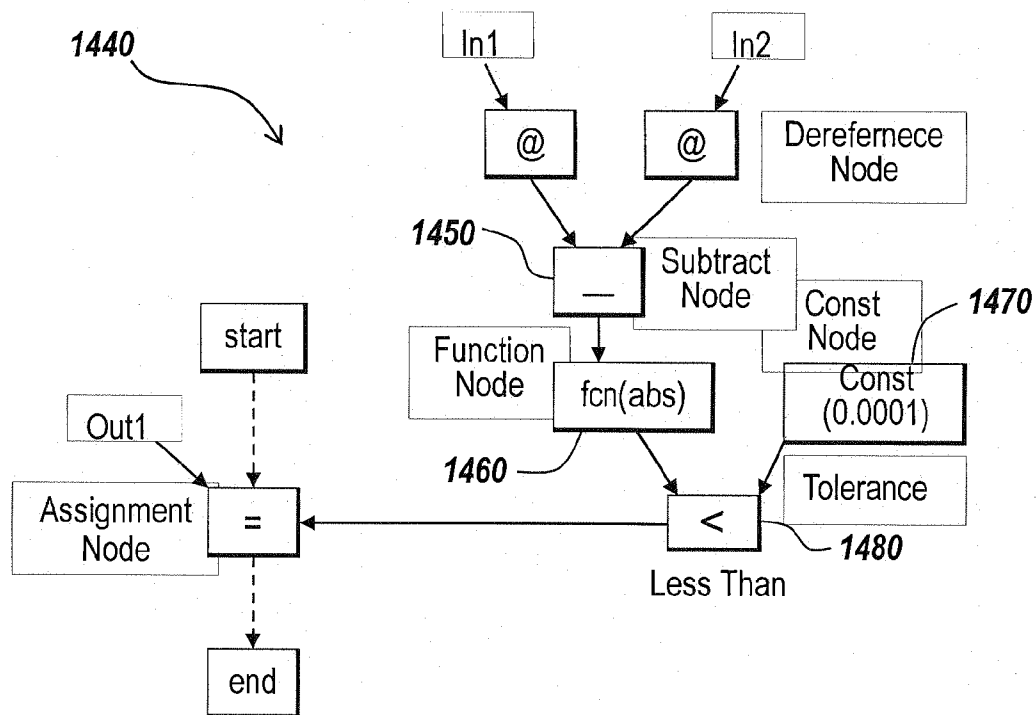 1440
In1
In2
@
@
Derefernece
Node
1450
_
Subtract
Node
Const
Node
1470
start
Function
Node
fcn(abs)
Const
(0.0001)
Out1
1460
Assignment
Node
=
<
Tolerance
1480
Less Than
end